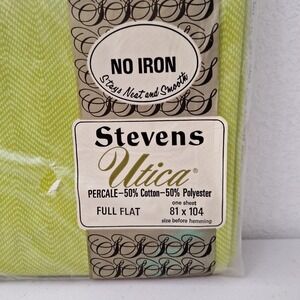 NO IRON
Stays Neat and Smooth
Stevens
Utica®
PERCALE–50% Cotton–50% Polyester
one sheet
FULL FLAT 81 x 104
size before hemming